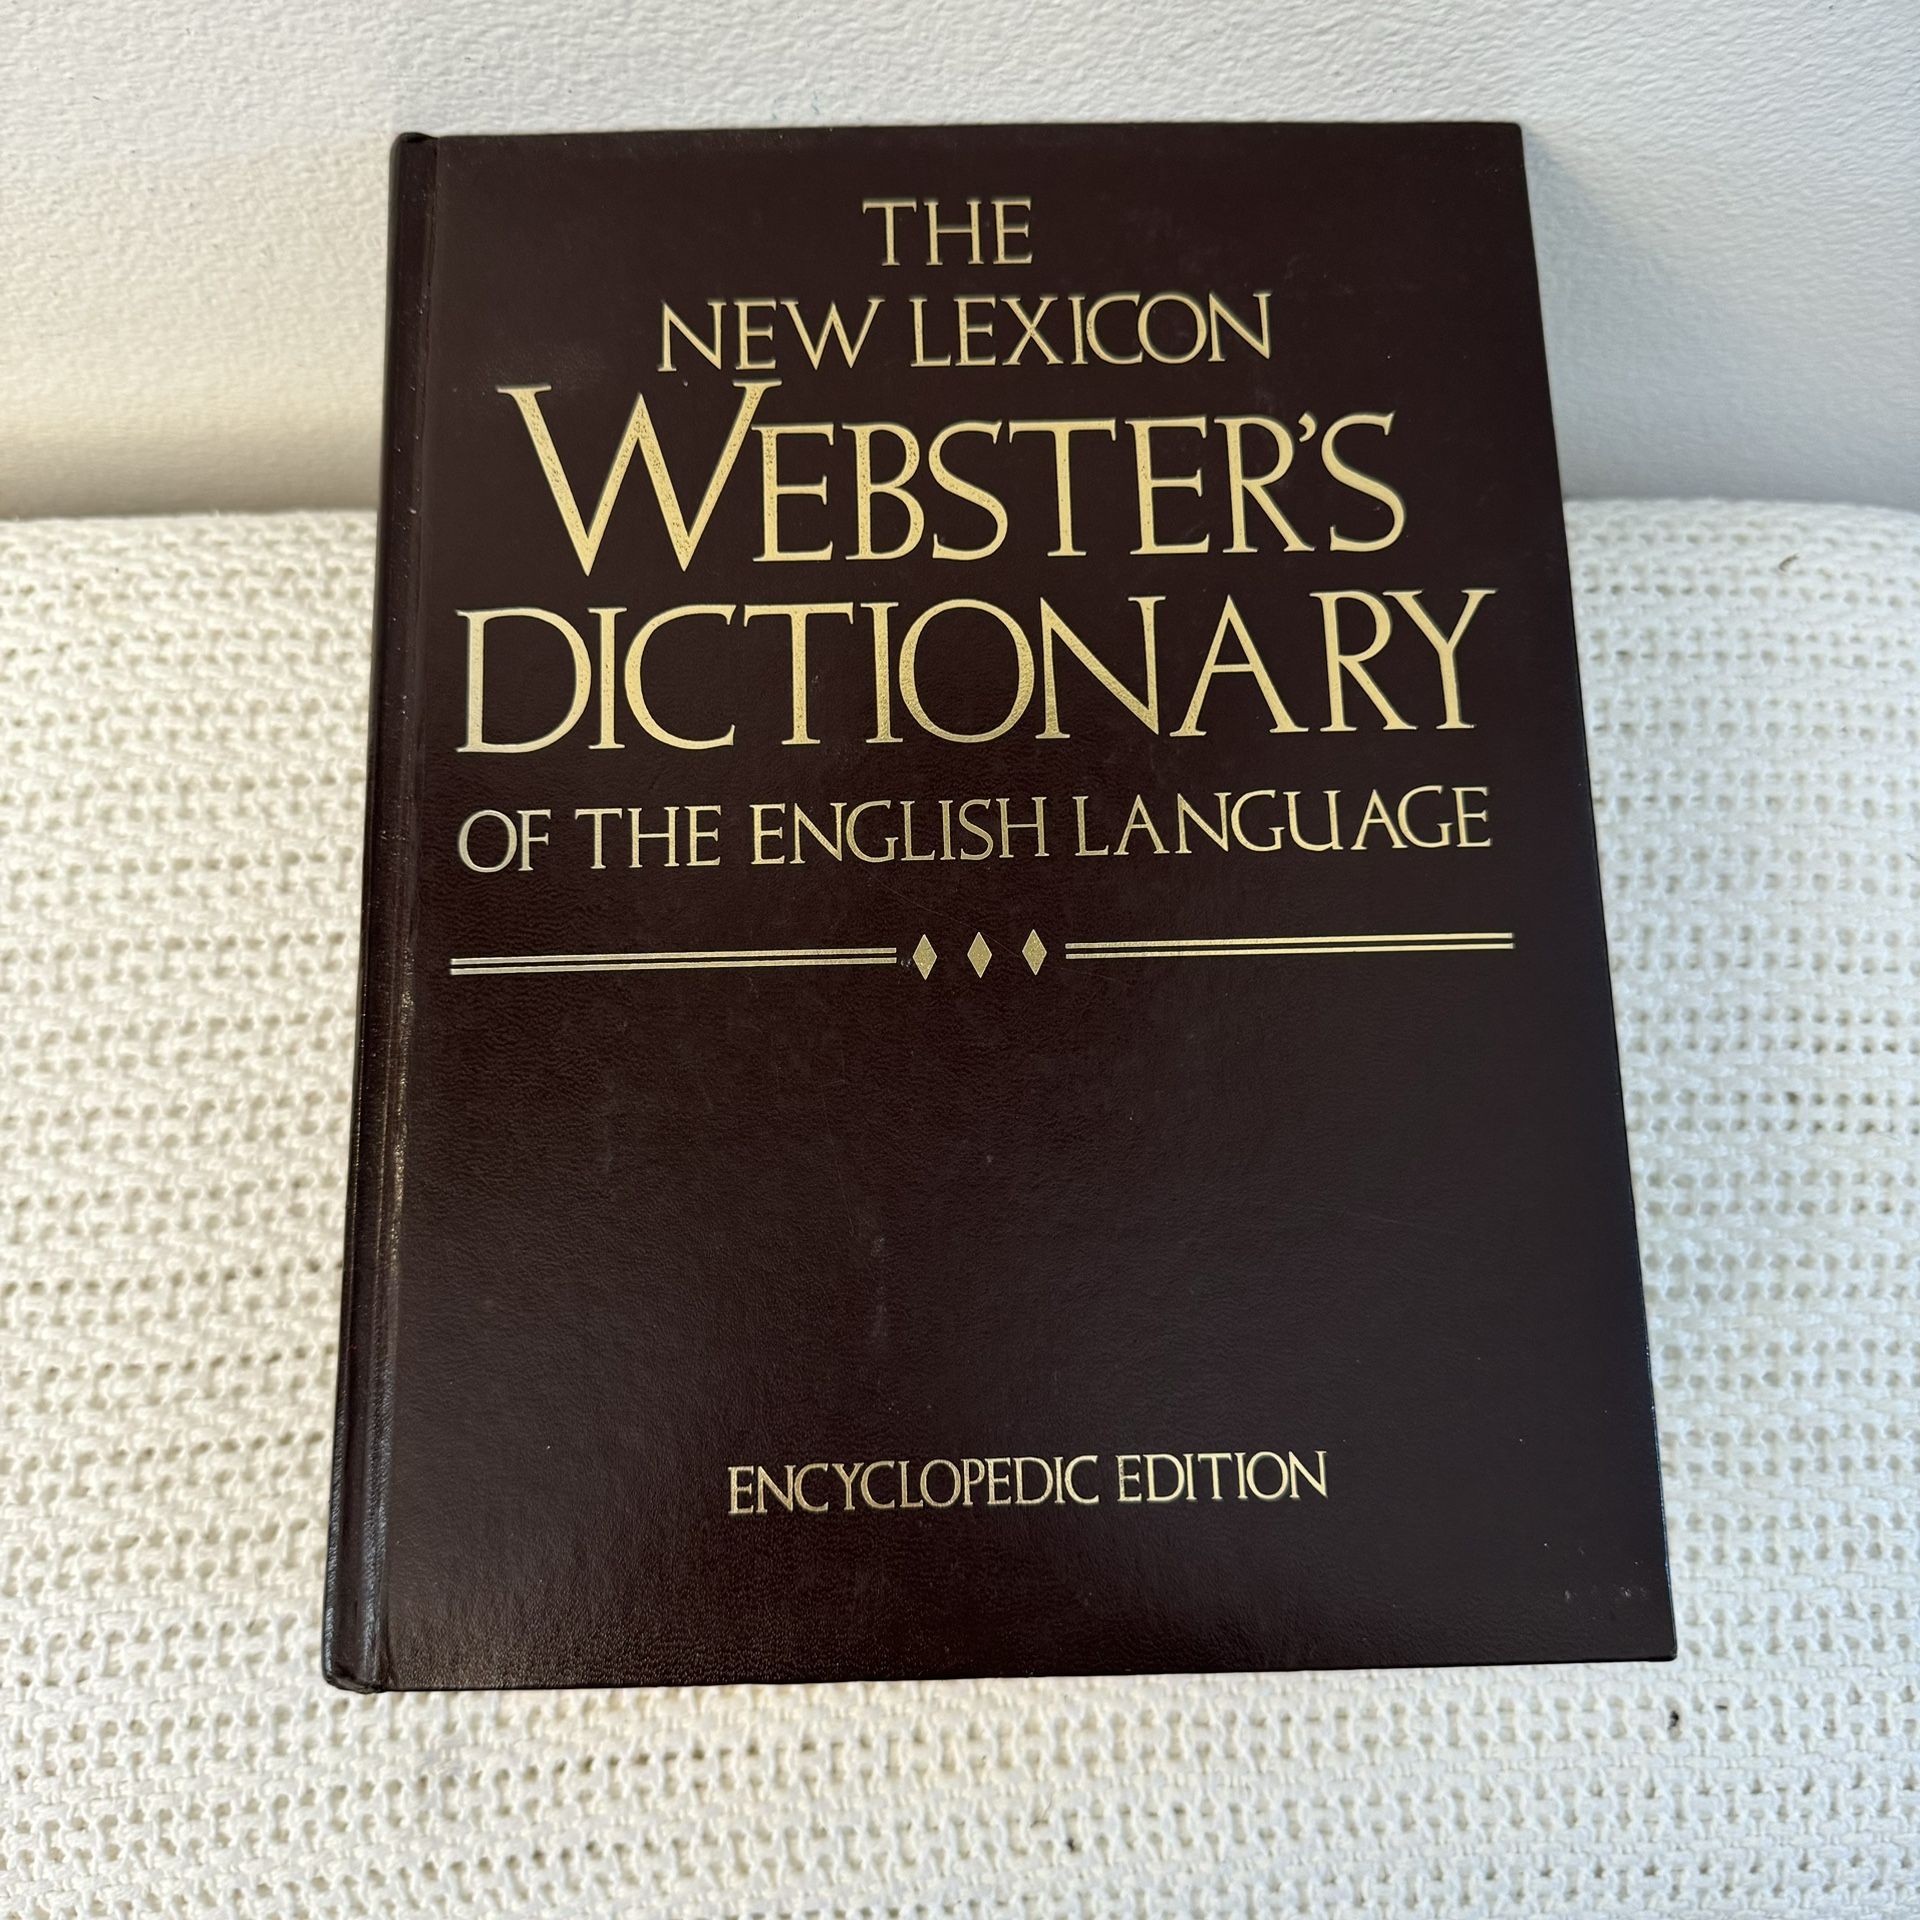 THE
NEW LEXICON
WEBSTER'S
DICTIONARY
OF THE ENGLISH LANGUAGE
ENCYCLOPEDIC EDITION